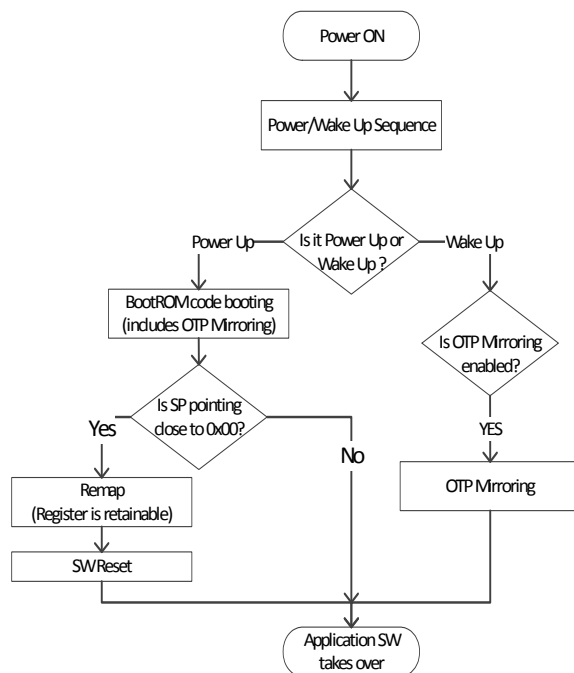 Power ON
Power/Wake Up Sequence
Is it Power Up or
Wake Up ?
Power Up
Wake Up
BootROM code booting
(includes OTP Mirroring)
Is OTP Mirroring
enabled?
Is SP pointing
close to 0x00?
Yes
No
YES
Remap
(Register is retainable)
OTP Mirroring
SW Reset
Application SW
takes over